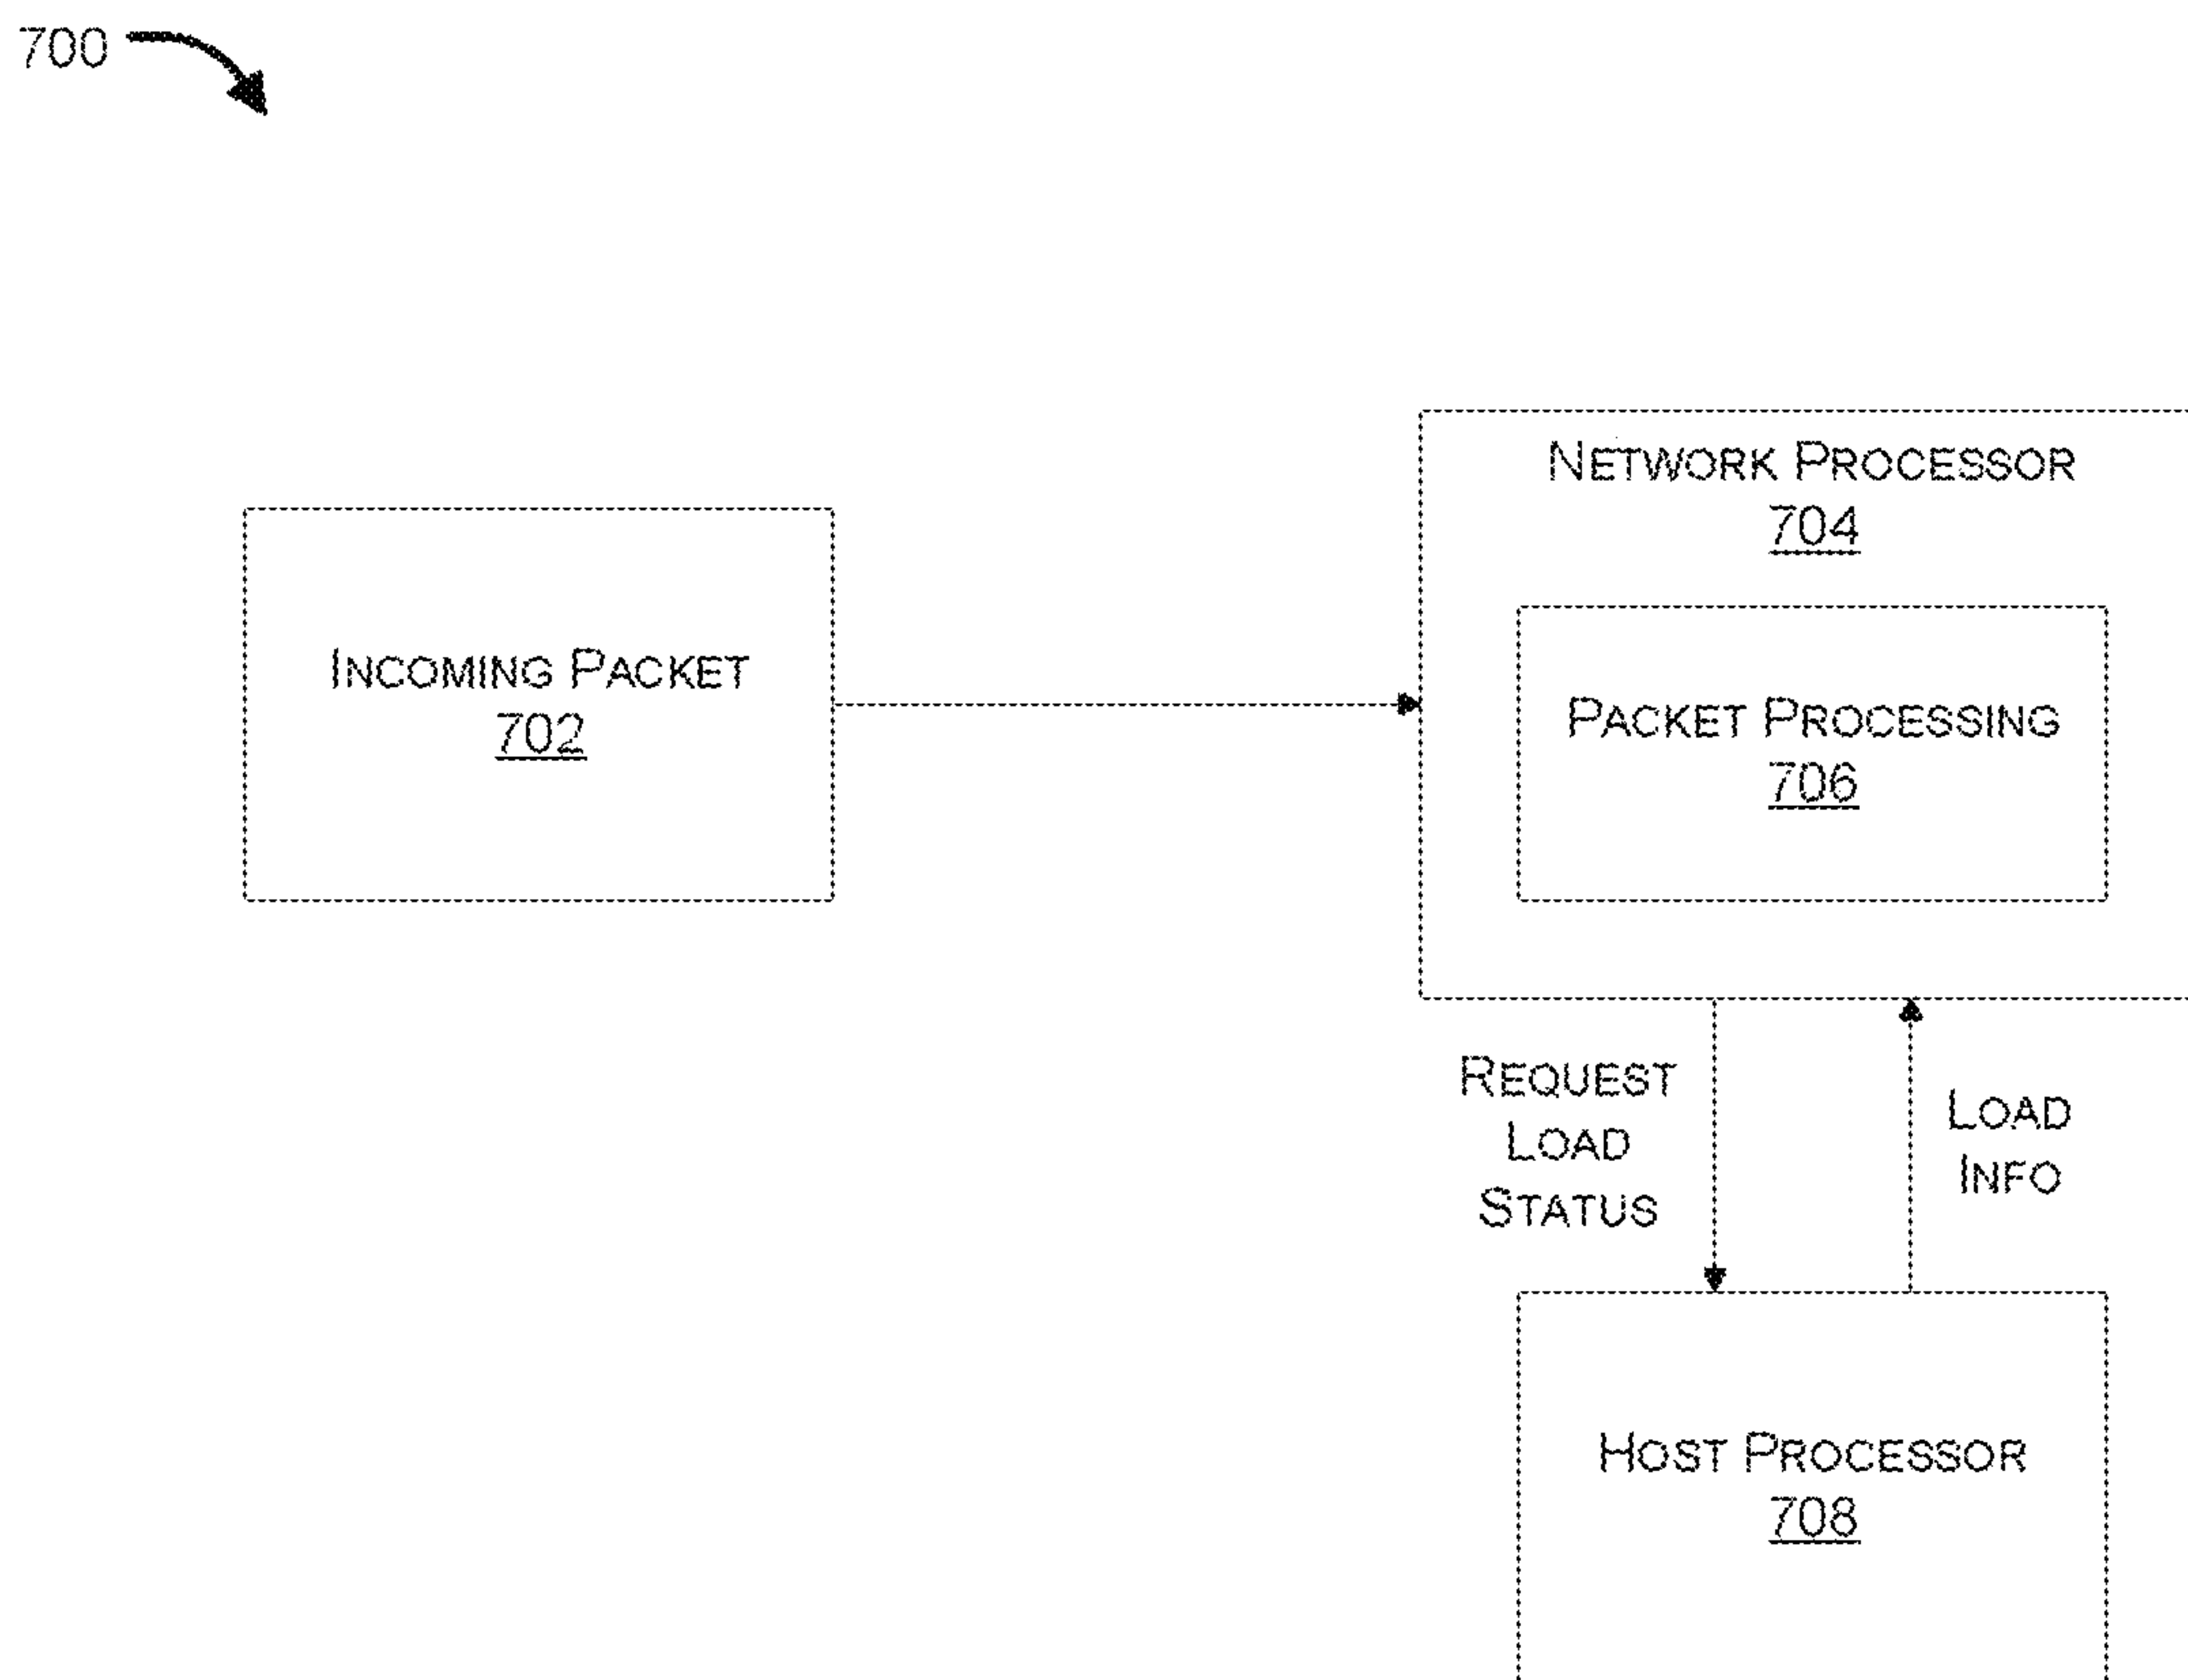 700
NETWORK PROCESSOR
704
INCOMING PACKET
702
PACKET PROCESSING
706
REQUEST
LOAD
STATUS
LOAD
INFO
HOST PROCESSOR
708